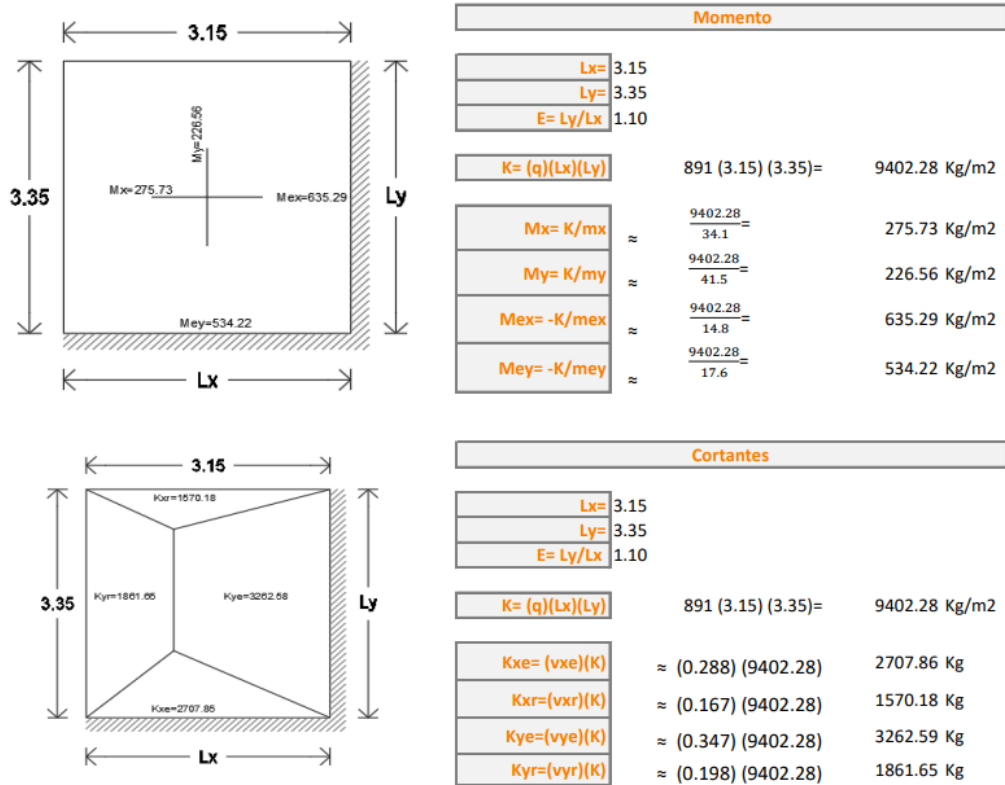 3.15
3.35
My=226.56
Mx=275.73
Mex=635.29
Ly
Mey=534.22
Lx
Momento
Lx= 3.15
Ly= 3.35
E= Ly/Lx 1.10
K= (q)(Lx)(Ly) 891 (3.15) (3.35)= 9402.28 Kg/m2
Mx= K/mx ≈ 9402.28/34.1= 275.73 Kg/m2
My= K/my ≈ 9402.28/41.5= 226.56 Kg/m2
Mex= -K/mex ≈ 9402.28/14.8= 635.29 Kg/m2
Mey= -K/mey ≈ 9402.28/17.6= 534.22 Kg/m2
3.15
Kxr=1570.18
3.35
Kyr=1861.65
Kye=3262.58
Ly
Kxe=2707.85
Lx
Cortantes
Lx= 3.15
Ly= 3.35
E= Ly/Lx 1.10
K= (q)(Lx)(Ly) 891 (3.15) (3.35)= 9402.28 Kg/m2
Kxe= (vxe)(K) ≈ (0.288) (9402.28) 2707.86 Kg
Kxr=(vxr)(K) ≈ (0.167) (9402.28) 1570.18 Kg
Kye=(vye)(K) ≈ (0.347) (9402.28) 3262.59 Kg
Kyr=(vyr)(K) ≈ (0.198) (9402.28) 1861.65 Kg